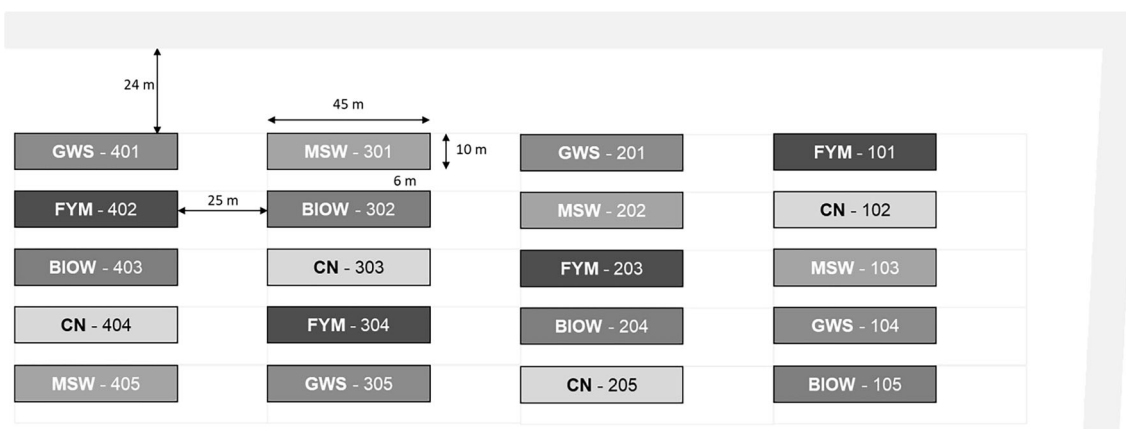 24 m
45 m
GWS - 401
MSW - 301
10 m
GWS - 201
FYM - 101
6 m
FYM - 402
25 m
BIOW - 302
MSW - 202
CN - 102
BIOW - 403
CN - 303
FYM - 203
MSW - 103
CN - 404
FYM - 304
BIOW - 204
GWS - 104
MSW - 405
GWS - 305
CN - 205
BIOW - 105